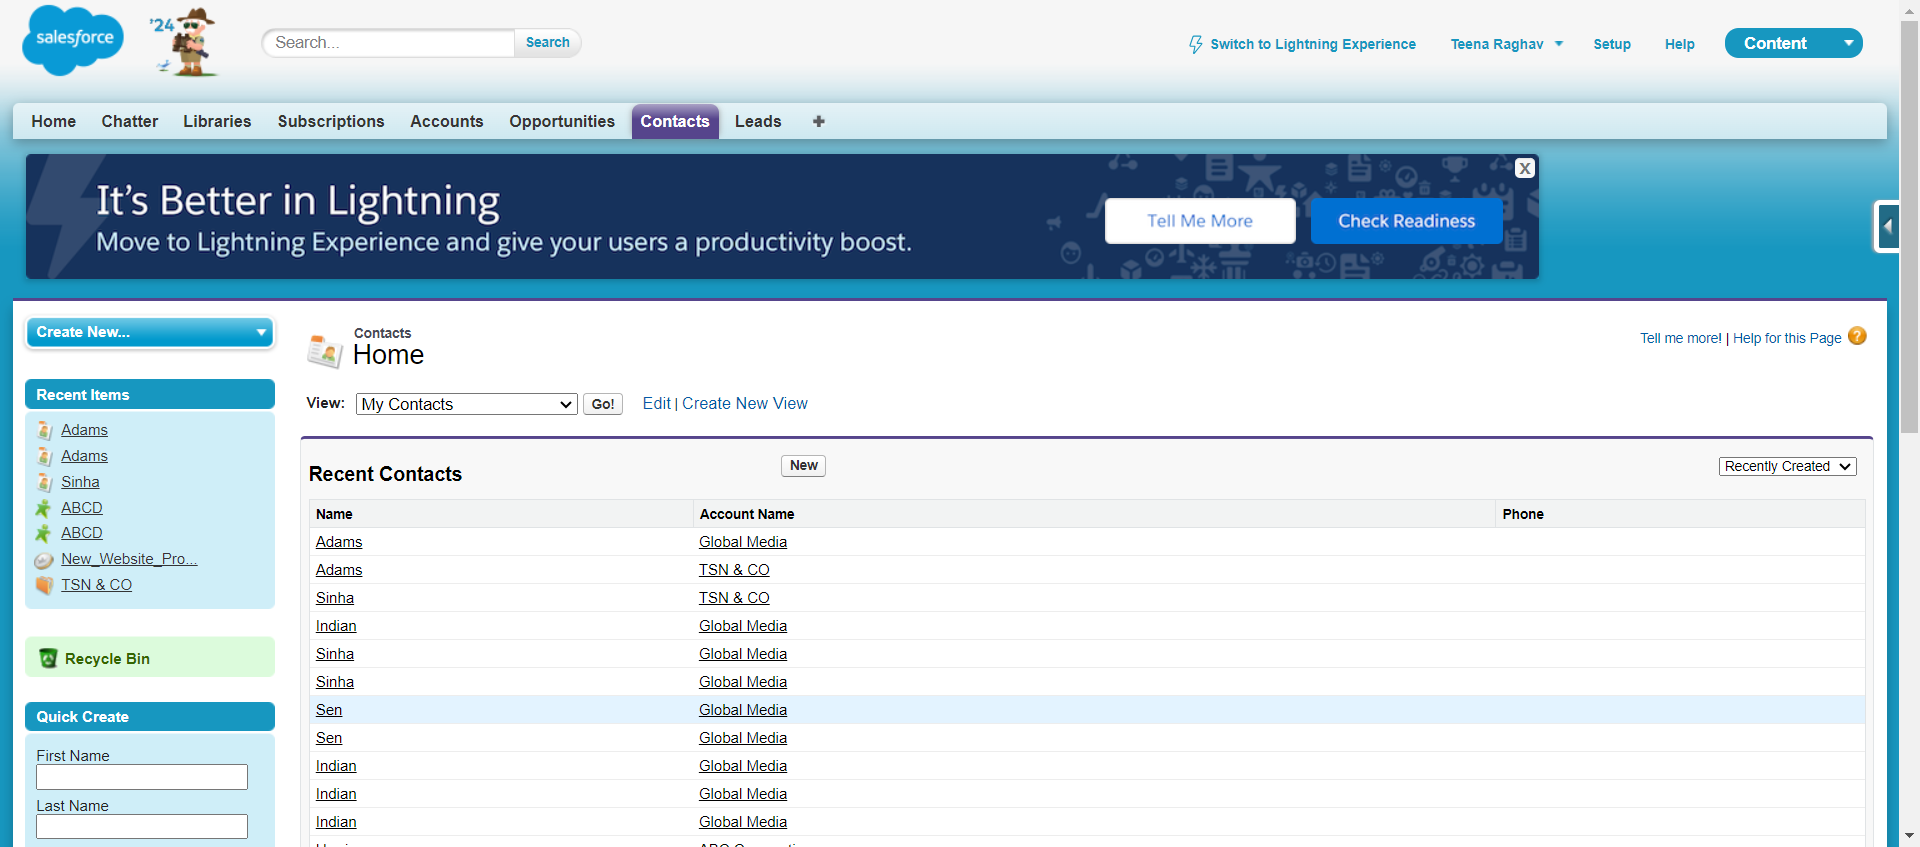 salesforce
'24
Search...
Search
Switch to Lightning Experience
Teena Raghav
Setup
Help
Content
Home
Chatter
Libraries
Subscriptions
Accounts
Opportunities
Contacts
Leads
+
It's Better in Lightning
Move to Lightning Experience and give your users a productivity boost.
Tell Me More
Check Readiness
X
Create New...
Contacts
Home
Tell me more! | Help for this Page ?
View: My Contacts Go! Edit | Create New View
Recent Items
Adams
Adams
Sinha
ABCD
ABCD
New_Website_Pro...
TSN & CO
Recycle Bin
Quick Create
First Name
Last Name
Recent Contacts
New
Recently Created
Name Account Name Phone
Adams Global Media
Adams TSN & CO
Sinha TSN & CO
Indian Global Media
Sinha Global Media
Sinha Global Media
Sen Global Media
Sen Global Media
Indian Global Media
Indian Global Media
Indian Global Media